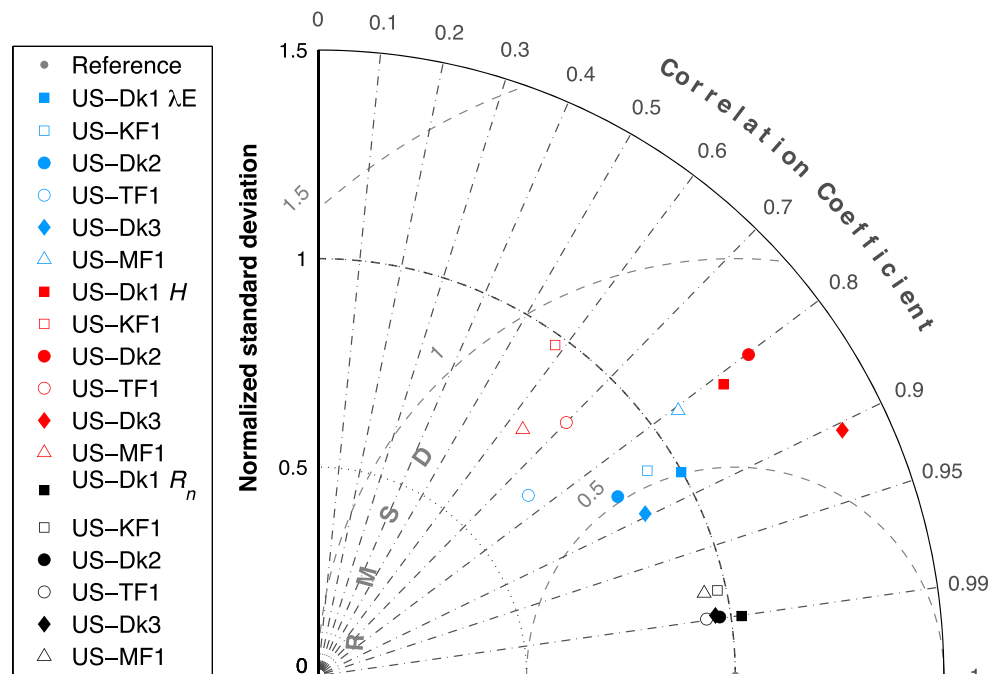 Reference
US−Dk1 λE
US−KF1
US−Dk2
US−TF1
US−Dk3
US−MF1
US−Dk1 H
US−KF1
US−Dk2
US−TF1
US−Dk3
US−MF1
US−Dk1 Rn
US−KF1
US−Dk2
US−TF1
US−Dk3
US−MF1
Normalized standard deviation
1.5
1
0.5
0
0
0.1
0.2
0.3
0.4
0.5
0.6
0.7
0.8
0.9
0.95
0.99
1
Correlation Coefficient
1.5
1
0.5
RMSD